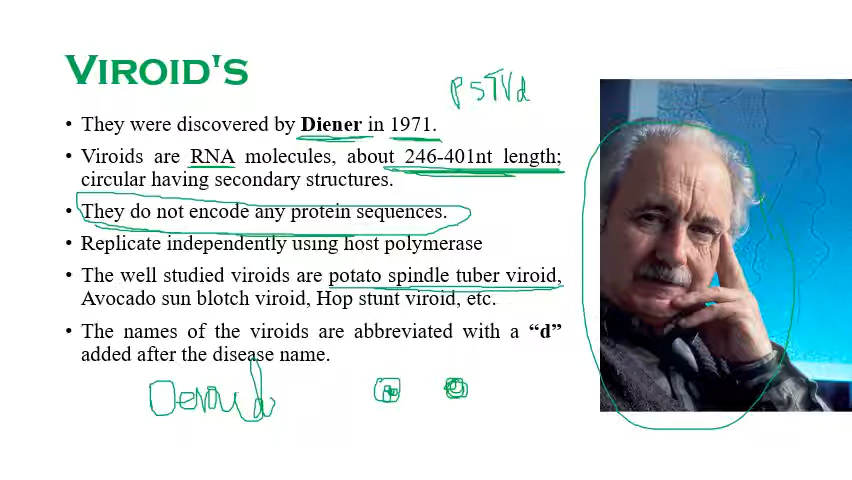 VIROID'S
PSTVd
• They were discovered by Diener in 1971.
• Viroids are RNA molecules, about 246-401nt length;
circular having secondary structures.
• They do not encode any protein sequences.
• Replicate independently using host polymerase
• The well studied viroids are potato spindle tuber viroid,
Avocado sun blotch viroid, Hop stunt viroid, etc.
• The names of the viroids are abbreviated with a “d”
added after the disease name.